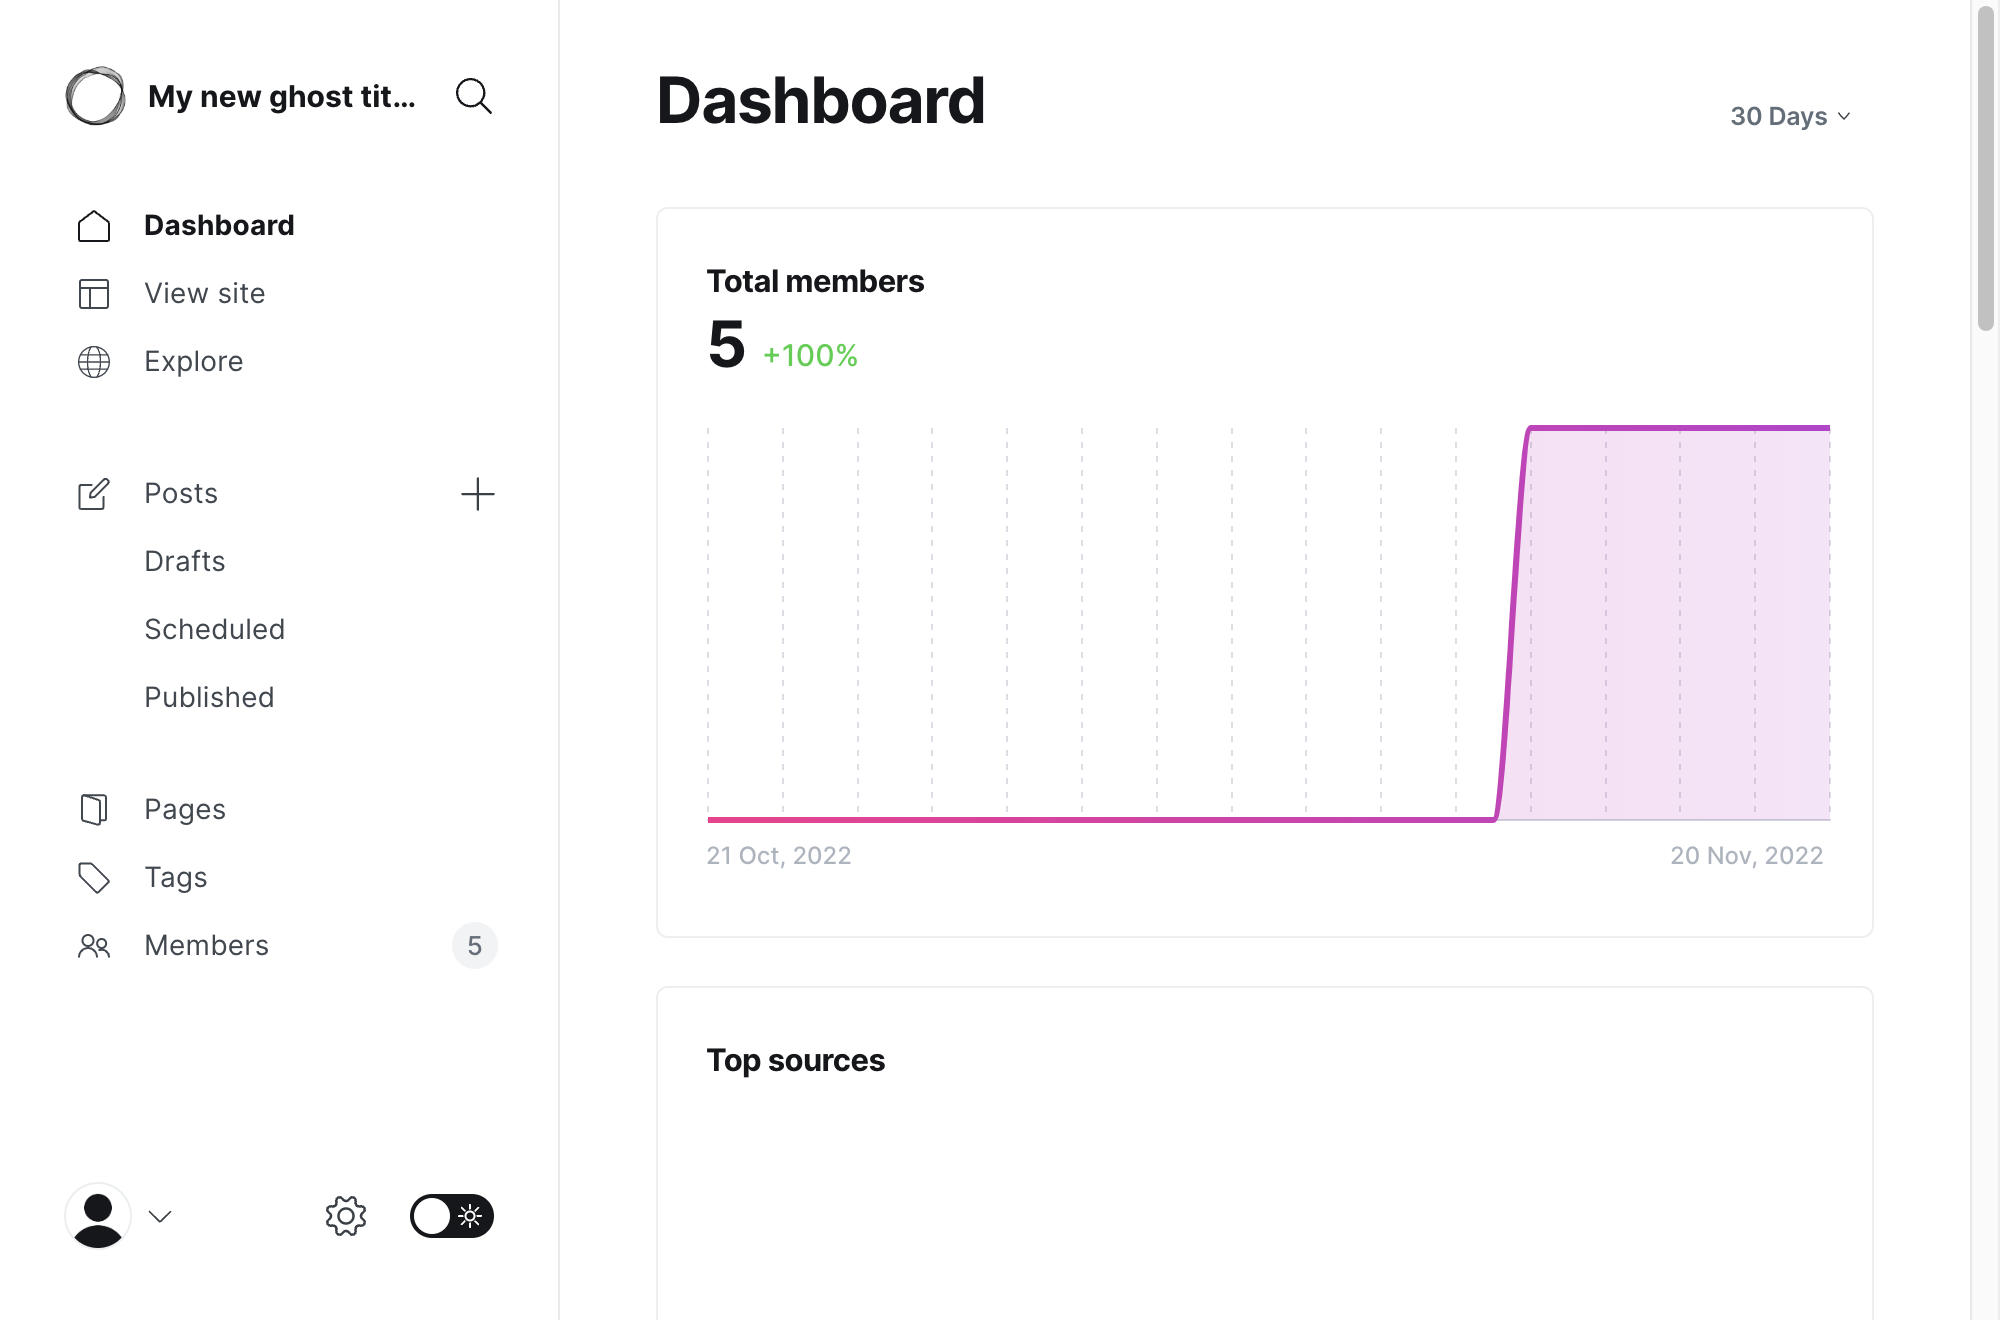 My new ghost tit...
Dashboard
View site
Explore
Posts
Drafts
Scheduled
Published
Pages
Tags
Members 5
Dashboard
30 Days
Total members
5 +100%
21 Oct, 2022 20 Nov, 2022
Top sources